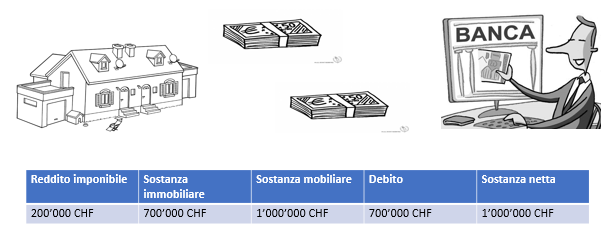 BANCA
Reddito imponibile
Sostanza
immobiliare
Sostanza mobiliare
Debito
Sostanza netta
200’000 CHF
700’000 CHF
1’000’000 CHF
700’000 CHF
1’000’000 CHF